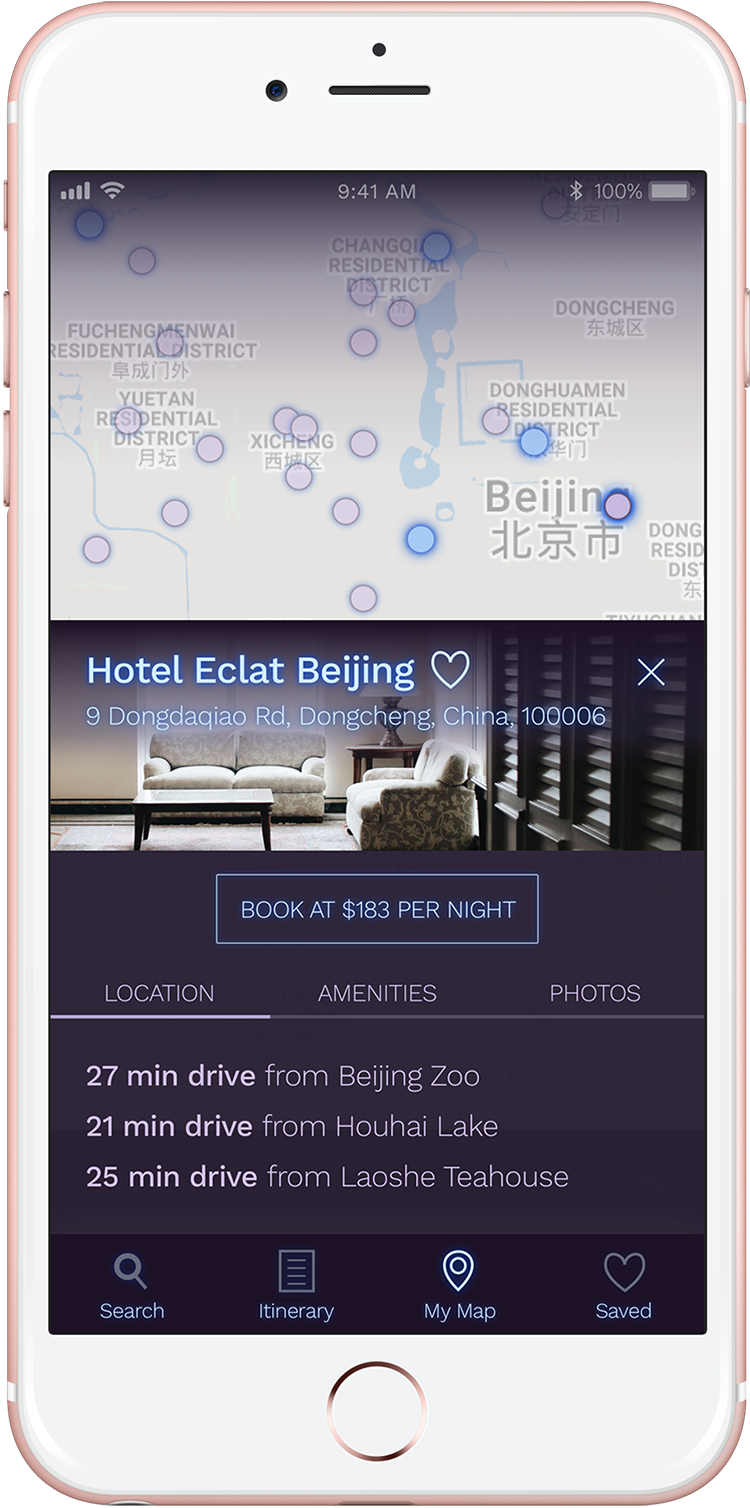 9:41 AM
100%
安定门
CHANGQI
RESIDENTIAL
DISTRICT
厂桥
DONGCHENG
东城区
FUCHENGMENWAI
RESIDENTIAL DISTRICT
阜成门外
YUETAN
RESIDENTIAL
DISTRICT
月坛
XICHENG
西城区
DONGHUAMEN
RESIDENTIAL
DISTRICT
华门
Beijing
北京市
DONG
RESID
DIST
东
Hotel Eclat Beijing
9 Dongdaqiao Rd, Dongcheng, China, 100006
BOOK AT $183 PER NIGHT
LOCATION AMENITIES PHOTOS
27 min drive from Beijing Zoo
21 min drive from Houhai Lake
25 min drive from Laoshe Teahouse
Search Itinerary My Map Saved